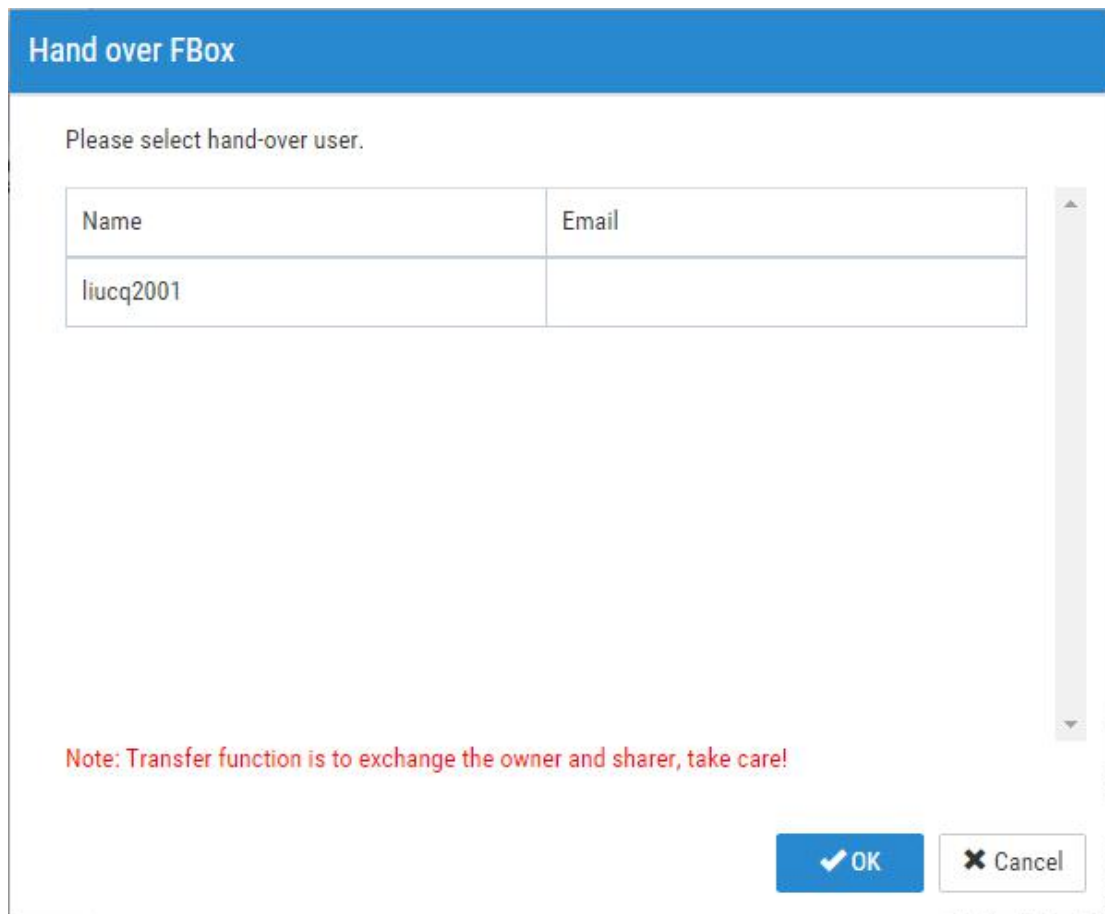 Hand over FBox
Please select hand-over user.
Name Email
liucq2001
Note: Transfer function is to exchange the owner and sharer, take care!
OK Cancel